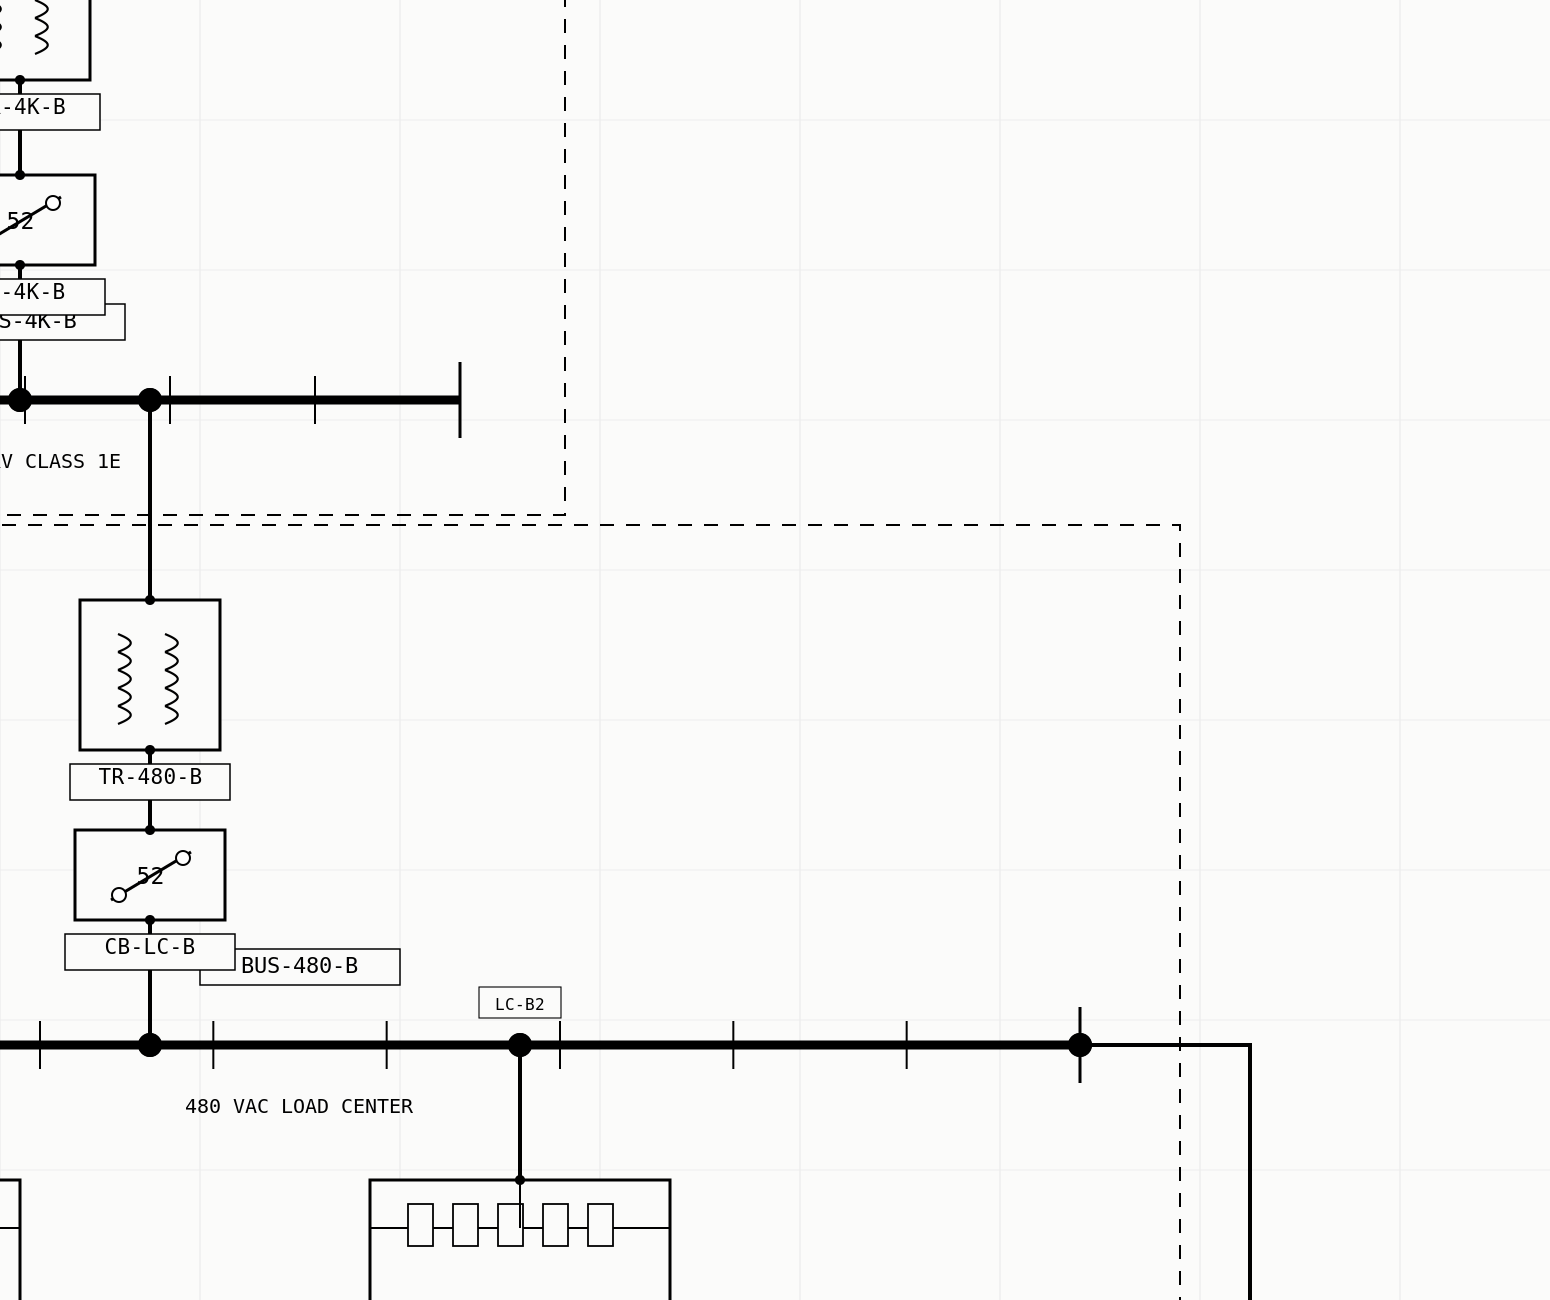 -4K-B
52
-4K-B
S-4K-B
V CLASS 1E
TR-480-B
52
CB-LC-B
BUS-480-B
LC-B2
480 VAC LOAD CENTER